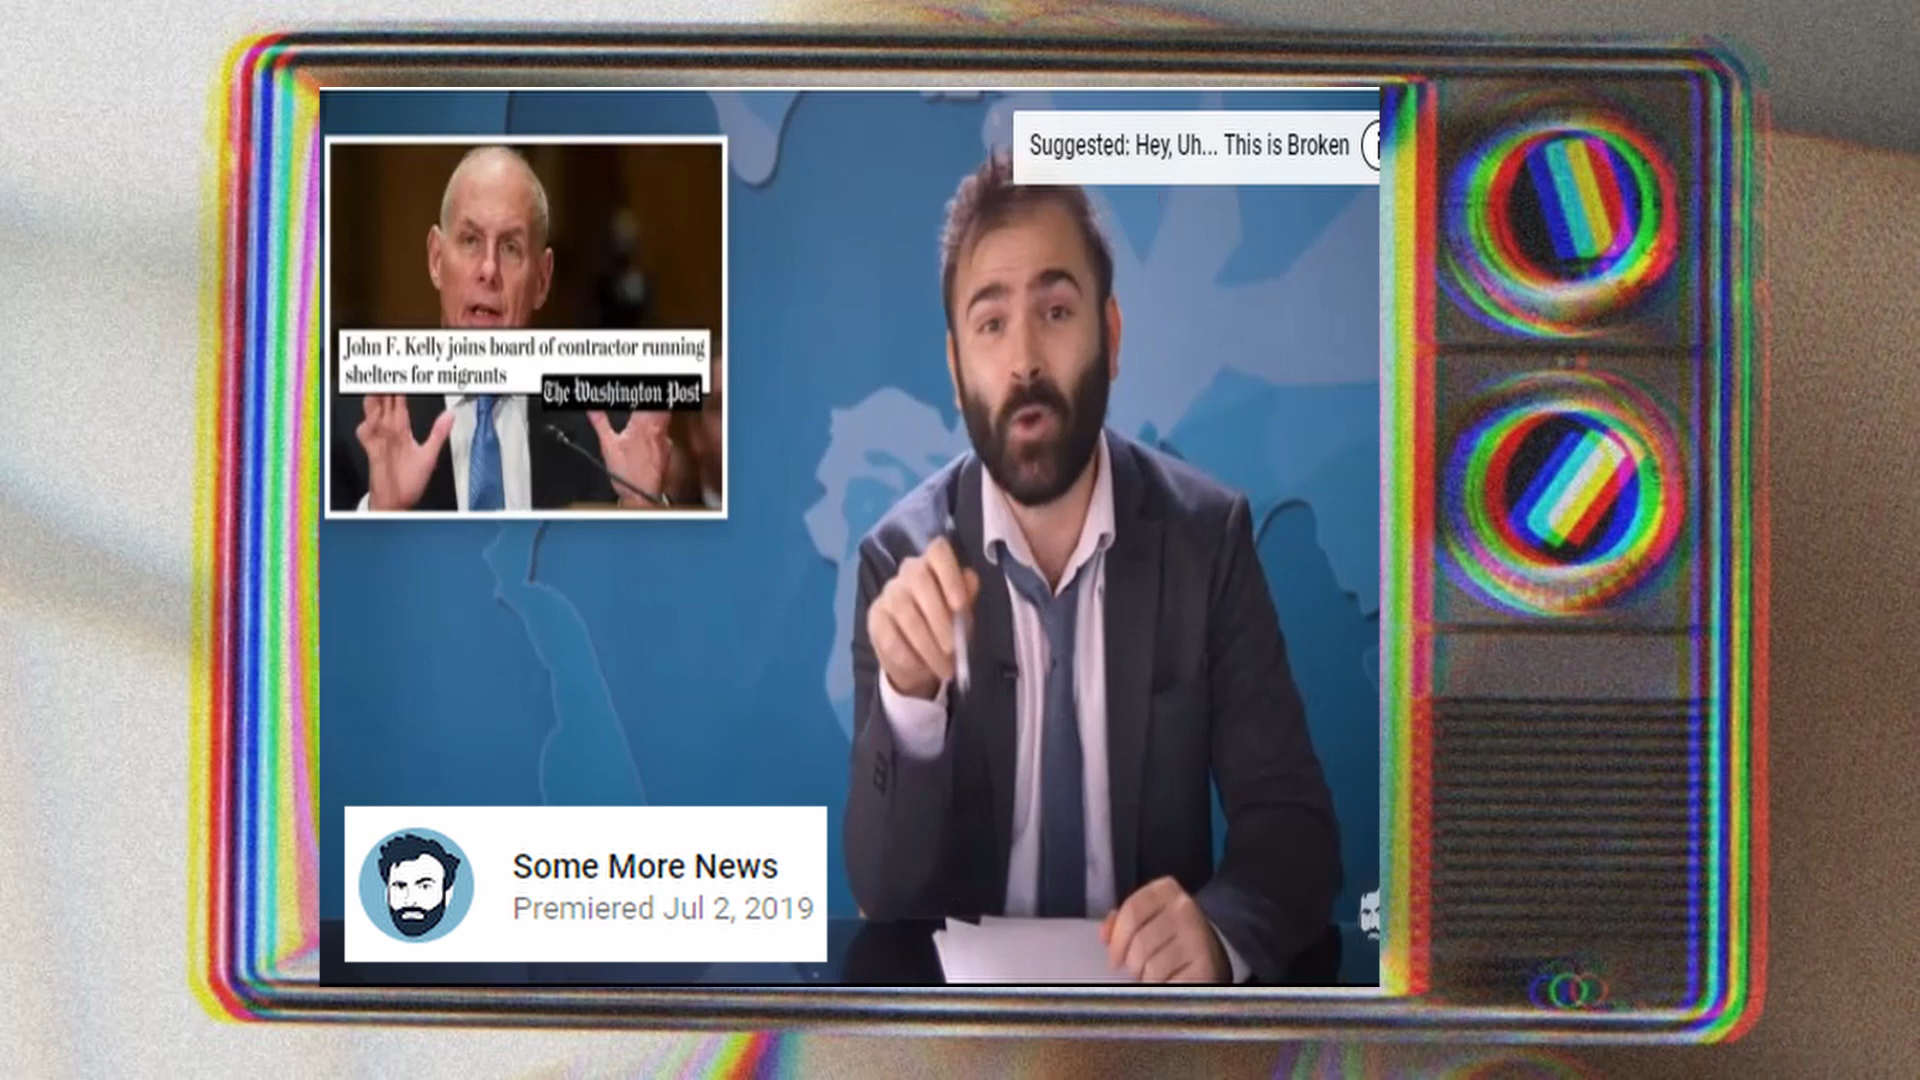 Suggested: Hey, Uh... This is Broken
John F. Kelly joins board of contractor running
shelters for migrants
The Washington Post
Some More News
Premiered Jul 2, 2019